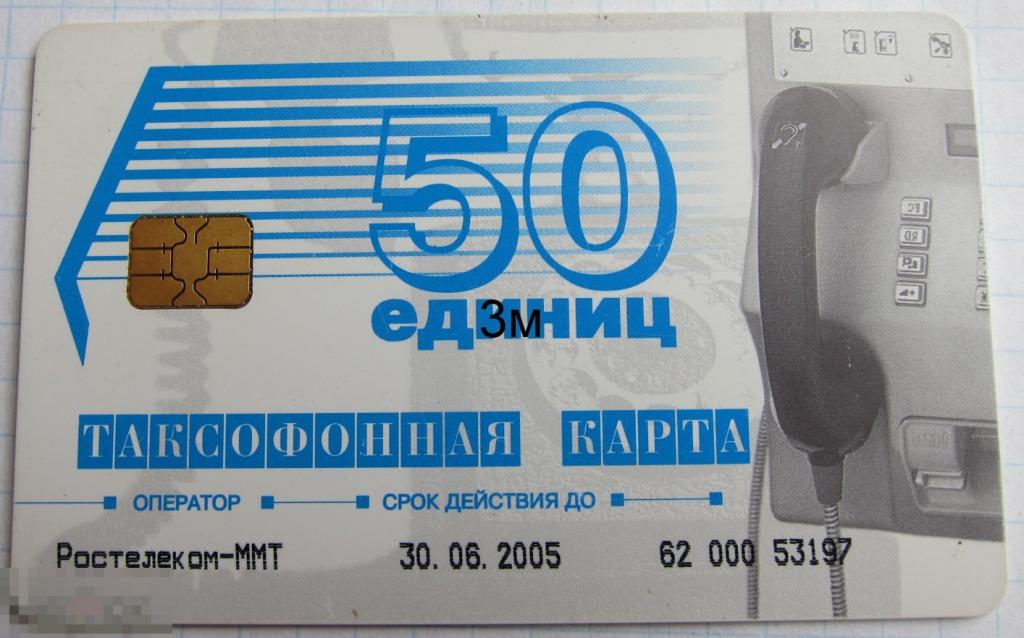 50
ед3мниц
ТАКСОФОННАЯ КАРТА
ОПЕРАТОР СРОК ДЕЙСТВИЯ ДО
Ростелеком-ММТ 30.06.2005 62 000 53197